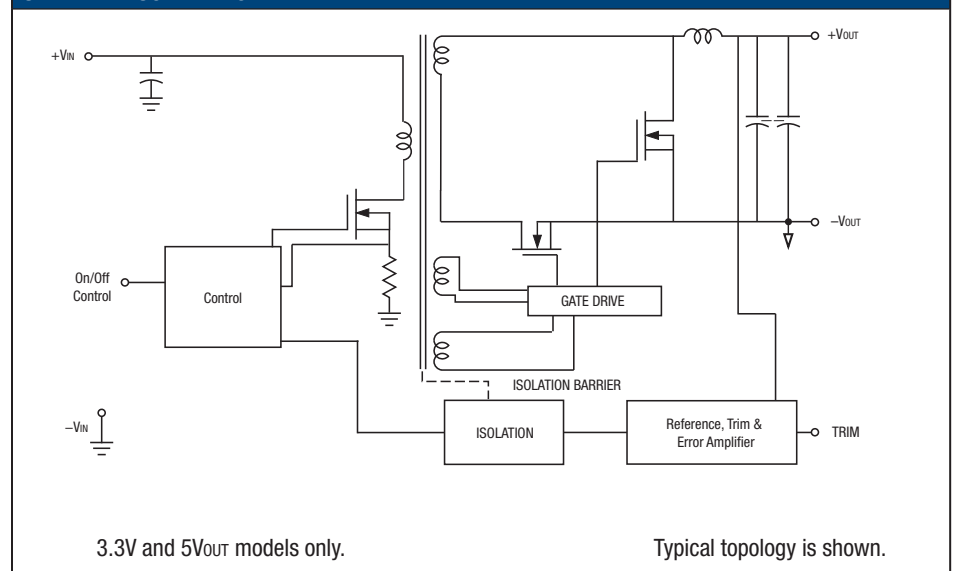 +VIN
+VOUT
−VOUT
On/Off
Control
Control
GATE DRIVE
ISOLATION BARRIER
−VIN
ISOLATION
Reference, Trim &
Error Amplifier
TRIM
3.3V and 5VOUT models only.
Typical topology is shown.